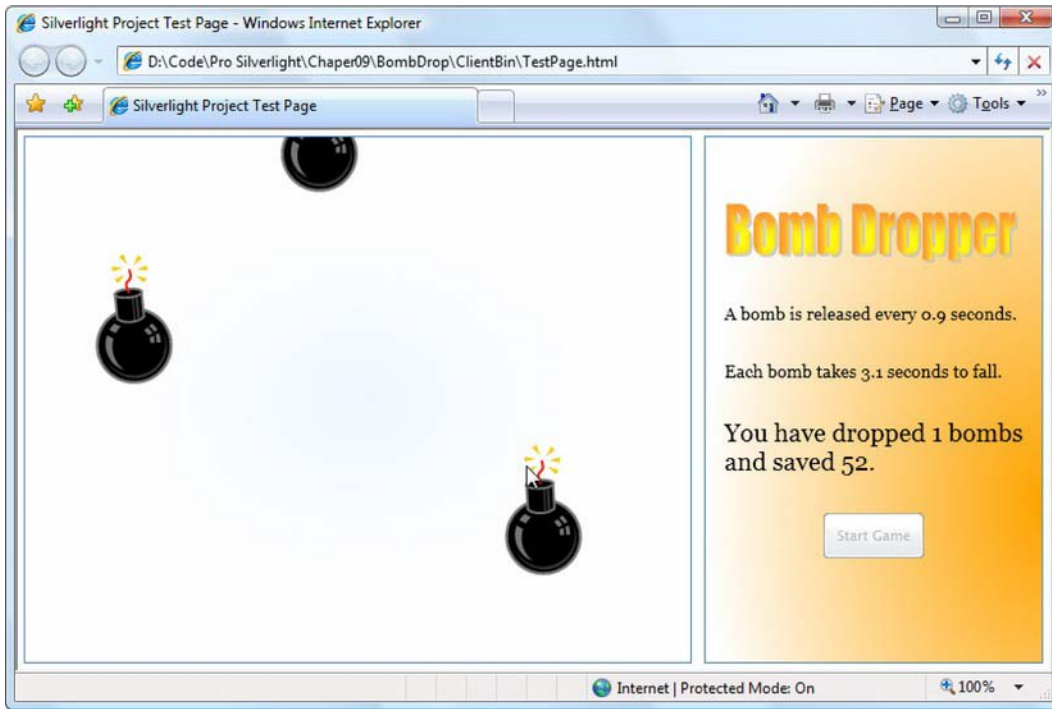 Silverlight Project Test Page - Windows Internet Explorer
D:\Code\Pro Silverlight\Chaper09\BombDrop\ClientBin\TestPage.html
Silverlight Project Test Page
Page
Tools
Bomb Dropper
A bomb is released every 0.9 seconds.
Each bomb takes 3.1 seconds to fall.
You have dropped 1 bombs
and saved 52.
Start Game
Internet | Protected Mode: On
100%